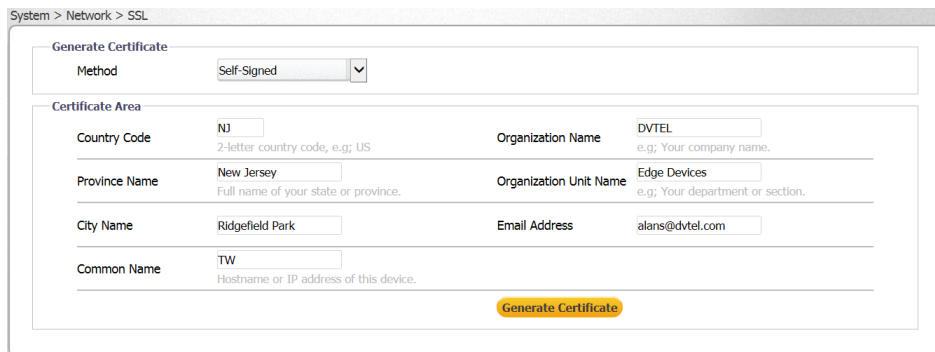 System > Network > SSL
Generate Certificate
Method Self-Signed
Certificate Area
Country Code NJ Organization Name DVTEL
2-letter country code, e.g; US e.g; Your company name.
Province Name New Jersey Organization Unit Name Edge Devices
Full name of your state or province. e.g; Your department or section.
City Name Ridgefield Park Email Address alans@dvtel.com
Common Name TW
Hostname or IP address of this device.
Generate Certificate